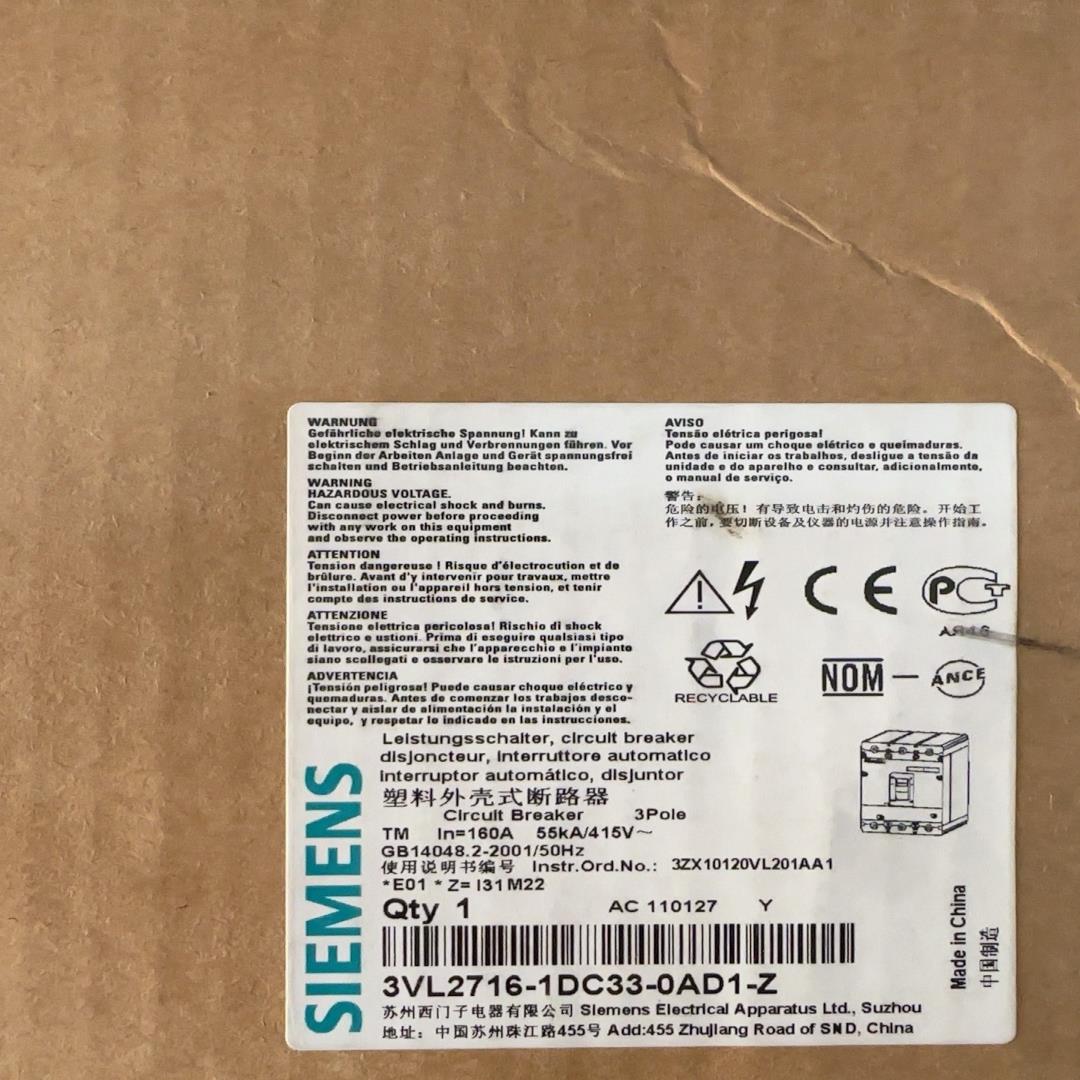 WARNUNG
Gefährliche elektrische Spannung! Kann zu
elektrischem Schlag und Verbrennungen führen. Vor
Beginn der Arbeiten Anlage und Gerät spannungsfrei
schalten und Betriebsanleitung beachten.
WARNING
HAZARDOUS VOLTAGE.
Can cause electrical shock and burns.
Disconnect power before proceeding
with any work on this equipment
and observe the operating instructions.
ATTENTION
Tension dangereuse ! Risque d'électrocution et de
brûlure. Avant d'y intervenir pour travaux, mettre
l'installation ou l'appareil hors tension, et tenir
compte des instructions de service.
ATTENZIONE
Tensione elettrica pericolosa! Rischio di shock
elettrico e ustioni. Prima di eseguire qualsiasi tipo
di lavoro, assicurarsi che l'apparecchio e l'impianto
siano scollegati e osservare le istruzioni per l'uso.
ADVERTENCIA
¡Tensión peligrosa! Puede causar choque eléctrico y
quemaduras. Antes de comenzar los trabajos desco-
nectar y aislar de alimentación la instalación y el
equipo, y respetar lo indicado en las instrucciones.
AVISO
Tensão elétrica perigosa!
Pode causar um choque elétrico e queimaduras.
Antes de iniciar os trabalhos, desligue a tensão da
unidade e do aparelho e consultar, adicionalmente,
o manual de serviço.
警告:
危险的电压! 有导致电击和灼伤的危险。开始工
作之前, 要切断设备及仪器的电源并注意操作指南。
CE
PCT
RECYCLABLE
NOM — ANCE
SIEMENS
Leistungsschalter, circuit breaker
disjoncteur, interruttore automatico
interruptor automático, disjuntor
塑料外壳式断路器
Circuit Breaker 3Pole
TM In=160A 55kA/415V~
GB14048.2-2001/50Hz
使用说明书编号 Instr.Ord.No.: 3ZX10120VL201AA1
*E01 * Z= I31 M22
Qty 1 AC 110127 Y
3VL2716-1DC33-0AD1-Z
苏州西门子电器有限公司 Siemens Electrical Apparatus Ltd., Suzhou
地址: 中国苏州珠江路455号 Add:455 Zhujiang Road of SND, China
Made in China
中国制造